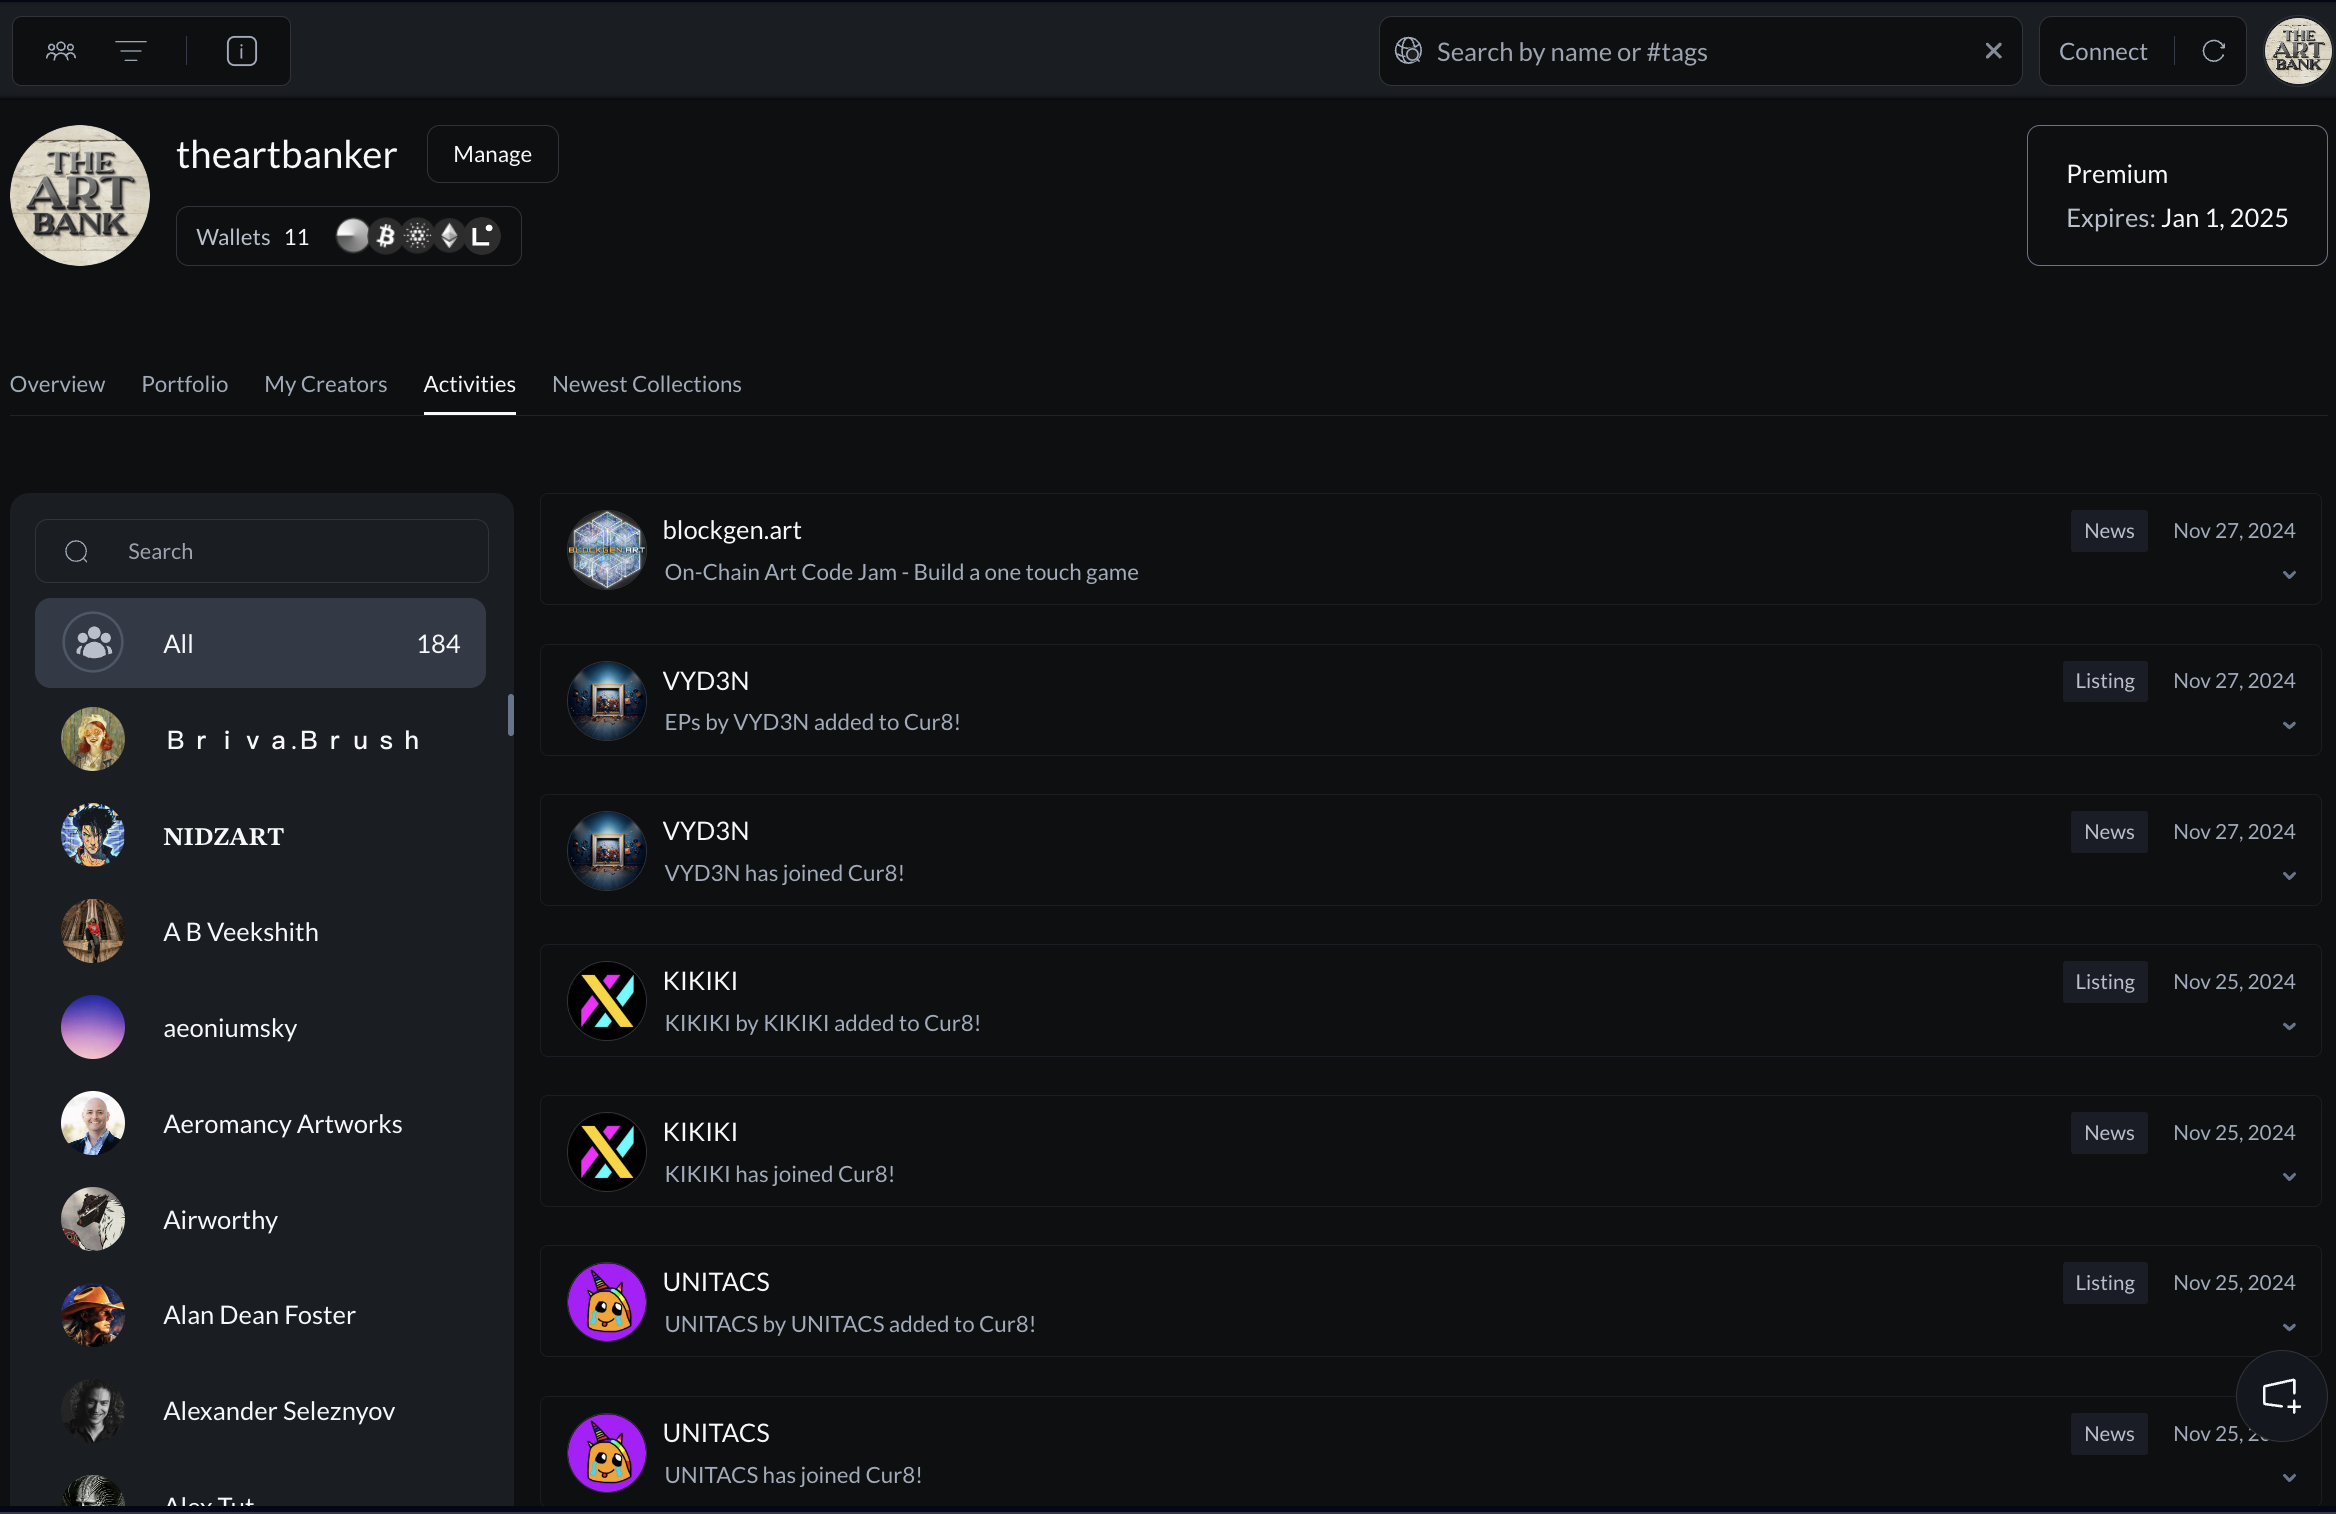 Search by name or #tags
Connect
THE ART BANK
THE
ART
BANK
theartbanker
Manage
Wallets 11
Premium
Expires: Jan 1, 2025
Overview
Portfolio
My Creators
Activities
Newest Collections
Search
All 184
Briva.Brush
NIDZART
A B Veekshith
aeoniumsky
Aeromancy Artworks
Airworthy
Alan Dean Foster
Alexander Seleznyov
Alex Tut
BLOCKGEN.ART
blockgen.art
News Nov 27, 2024
On-Chain Art Code Jam - Build a one touch game
VYD3N
Listing Nov 27, 2024
EPs by VYD3N added to Cur8!
VYD3N
News Nov 27, 2024
VYD3N has joined Cur8!
KIKIKI
Listing Nov 25, 2024
KIKIKI by KIKIKI added to Cur8!
KIKIKI
News Nov 25, 2024
KIKIKI has joined Cur8!
UNITACS
Listing Nov 25, 2024
UNITACS by UNITACS added to Cur8!
UNITACS
News Nov 25,
UNITACS has joined Cur8!